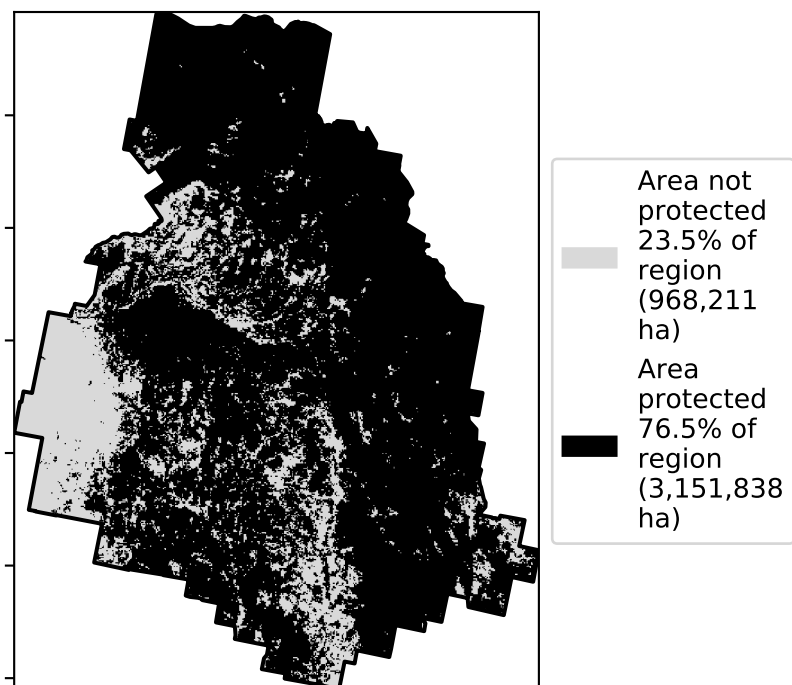 Area not
protected
23.5% of
region
(968,211
ha)
Area
protected
76.5% of
region
(3,151,838
ha)